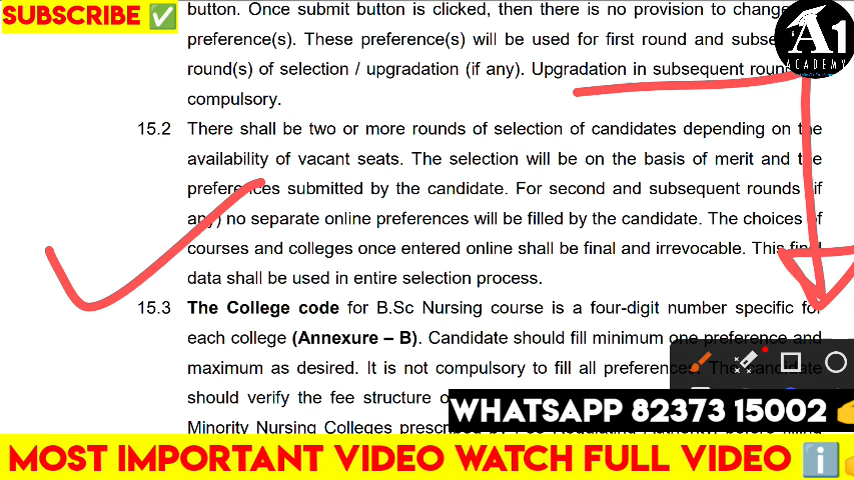 SUBSCRIBE ✅
button. Once submit button is clicked, then there is no provision to change
preference(s). These preference(s) will be used for first round and
round(s) of selection / upgradation (if any). Upgradation in subsequent
compulsory.
A1
ACADEMY
15.2 There shall be two or more rounds of selection of candidates depending on the
availability of vacant seats. The selection will be on the basis of merit and the
preferences submitted by the candidate. For second and subsequent rounds (if
any) no separate online preferences will be filled by the candidate. The choices of
courses and colleges once entered online shall be final and irrevocable. This final
data shall be used in entire selection process.
15.3 The College code for B.Sc Nursing course is a four-digit number specific for
each college (Annexure – B). Candidate should fill minimum one preference and
maximum as desired. It is not compulsory to fill all preferences. The candidate
should verify the fee structure
Minority Nursing Colleges prescribed by Fee Regulating Authority before filling
WHATSAPP 82373 15002 👉
MOST IMPORTANT VIDEO WATCH FULL VIDEO ℹ️